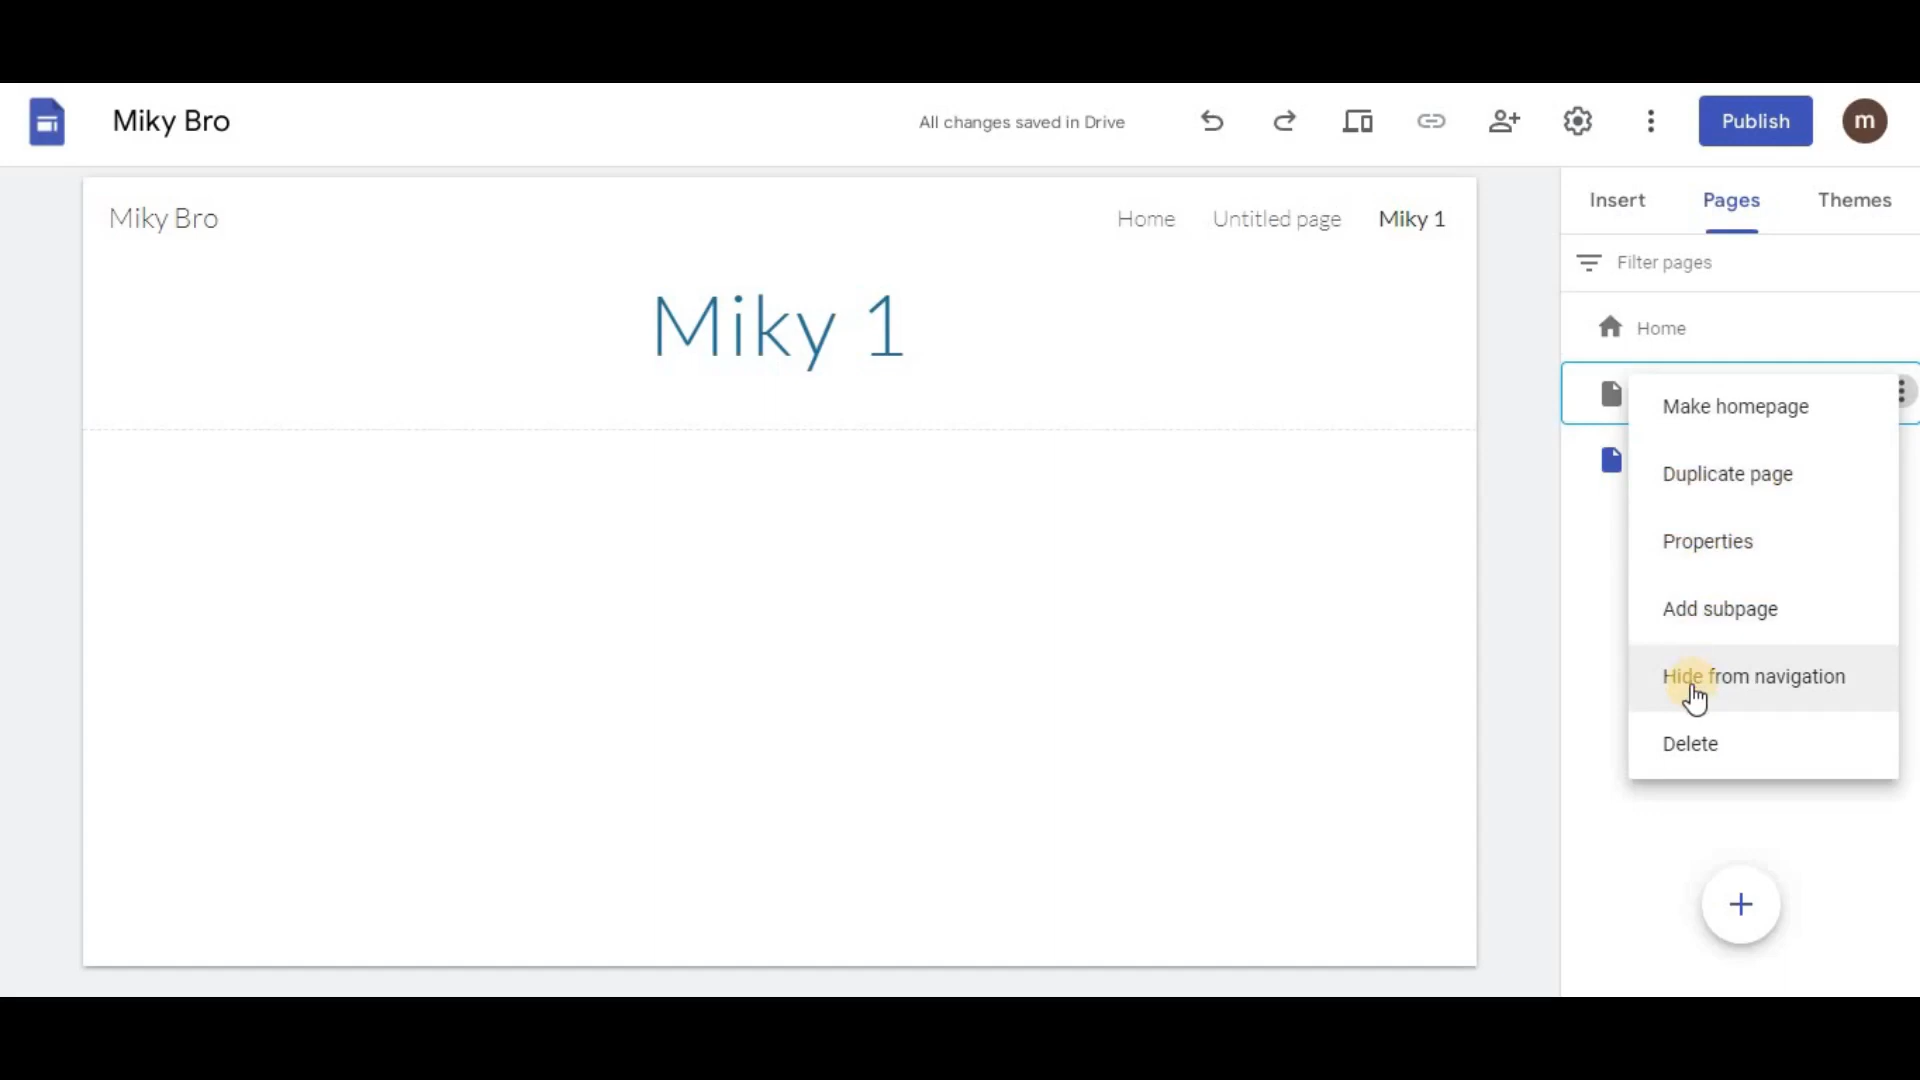 Miky Bro
All changes saved in Drive
Publish
m
Miky Bro
Home
Untitled page
Miky 1
Miky 1
Insert
Pages
Themes
Filter pages
Home
Make homepage
Duplicate page
Properties
Add subpage
Hide from navigation
Delete